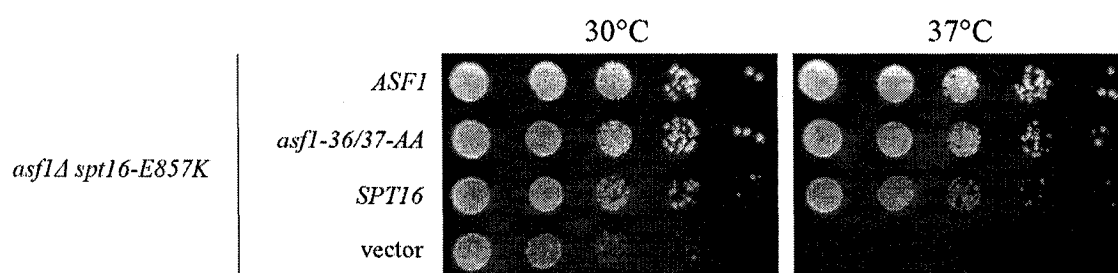 30°C 37°C
ASF1
asf1-36/37-AA
asf1Δ spt16-E857K
SPT16
vector